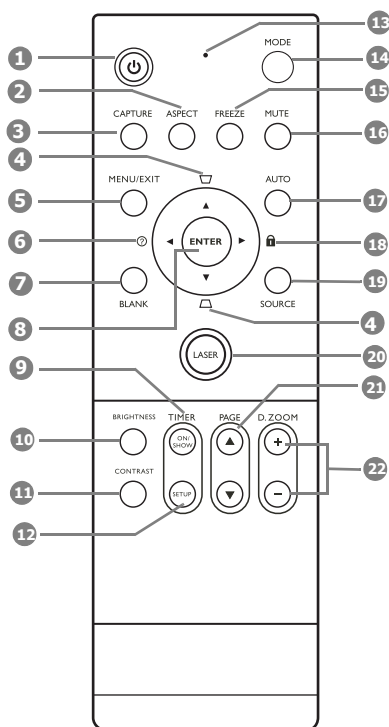 13
MODE
1
14
2
15
CAPTURE ASPECT FREEZE MUTE
3
16
4
MENU/EXIT AUTO
5
17
6 ? ENTER 18
7
19
BLANK SOURCE
8
4
LASER
20
9
21
BRIGHTNESS TIMER PAGE D.ZOOM
10 ON/
SHOW +
22
CONTRAST
11 SETUP −
12